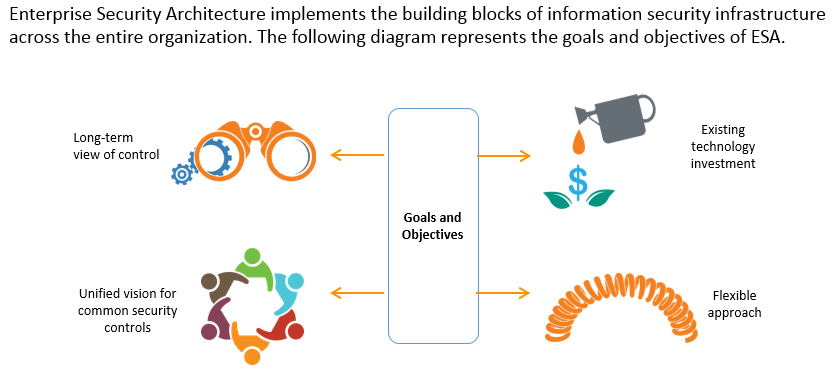 Enterprise Security Architecture implements the building blocks of information security infrastructure
across the entire organization. The following diagram represents the goals and objectives of ESA.
Long-term
view of control
Existing
technology
investment
$
Goals and
Objectives
Unified vision for
common security
controls
Flexible
approach